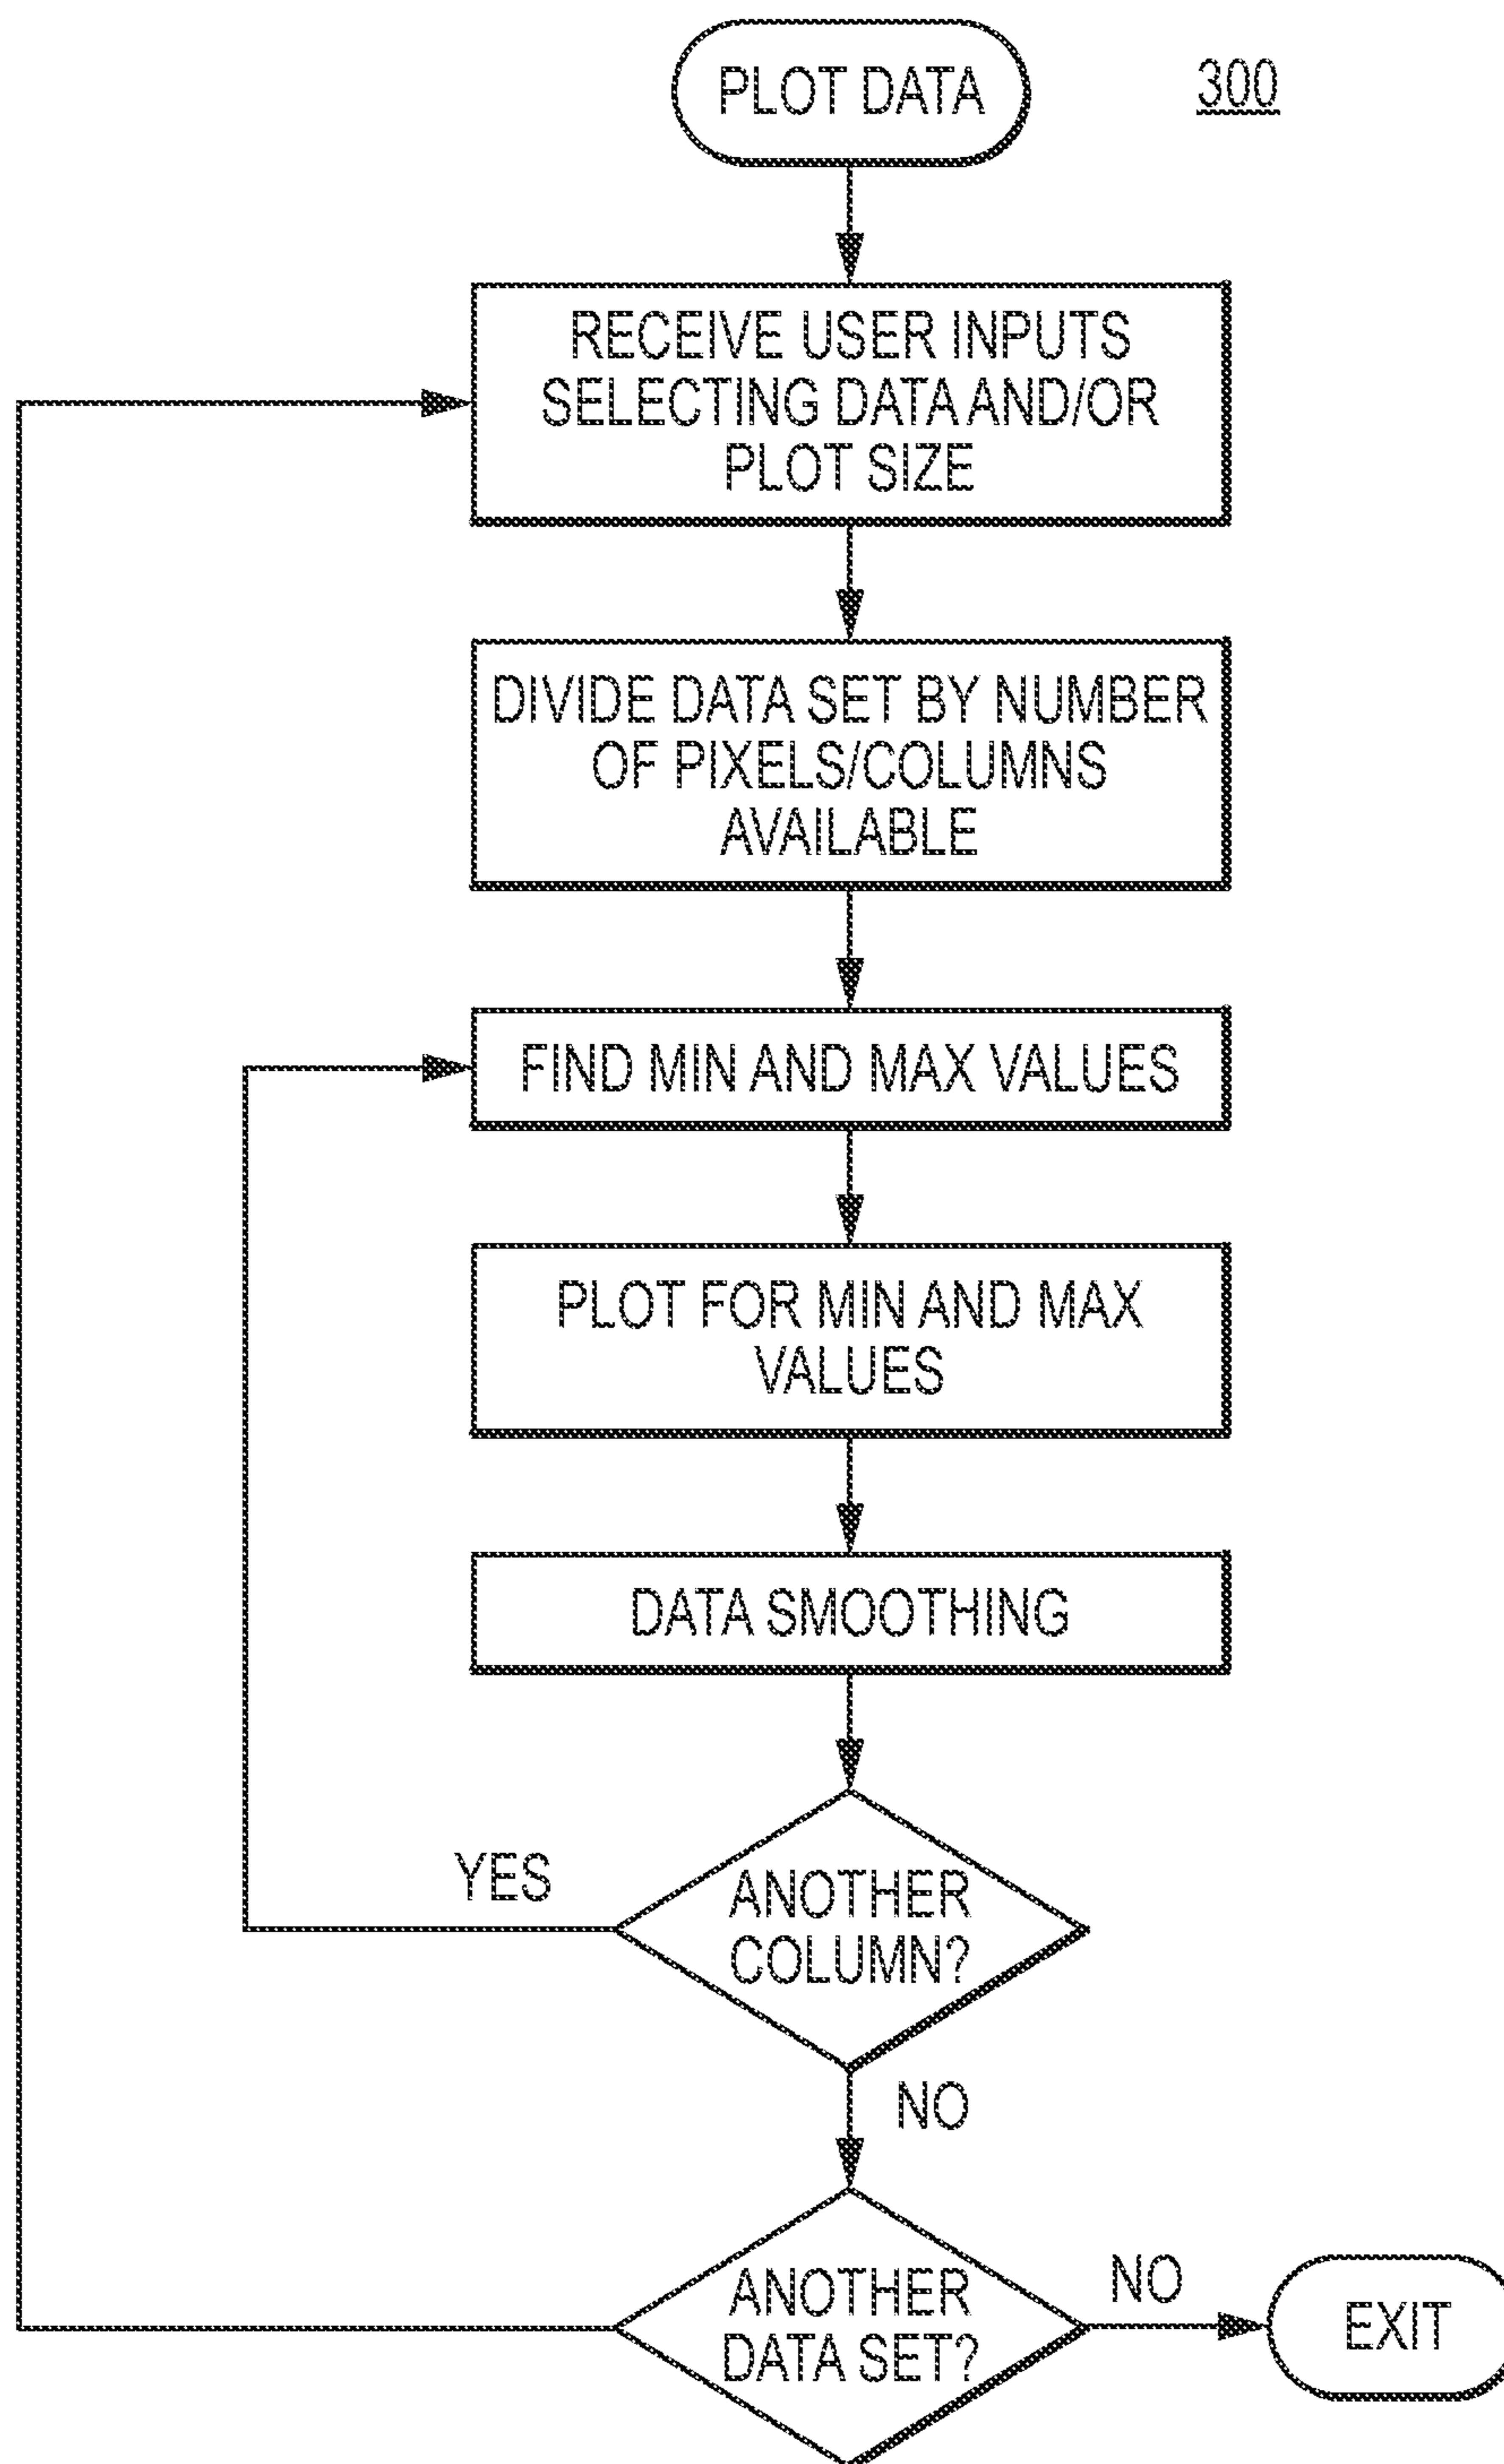 PLOT DATA
300
RECEIVE USER INPUTS
SELECTING DATA AND/OR
PLOT SIZE
DIVIDE DATA SET BY NUMBER
OF PIXELS/COLUMNS
AVAILABLE
FIND MIN AND MAX VALUES
PLOT FOR MIN AND MAX
VALUES
DATA SMOOTHING
YES
ANOTHER
COLUMN?
NO
ANOTHER
DATA SET?
NO
EXIT